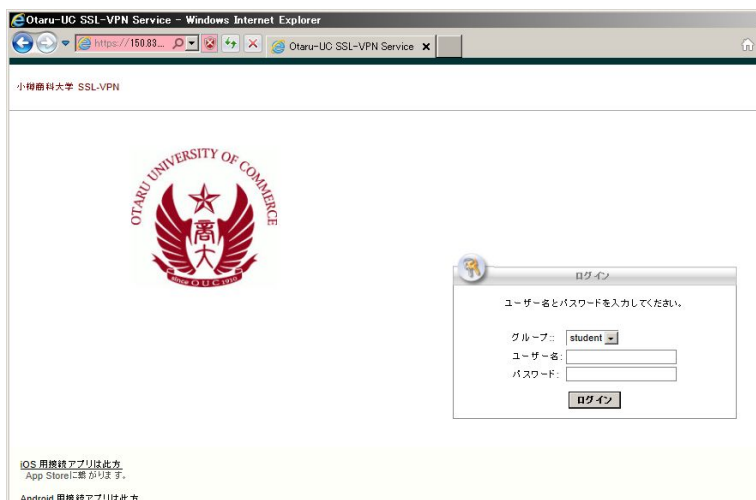 Otaru-UC SSL-VPN Service - Windows Internet Explorer
https://150.83...
Otaru-UC SSL-VPN Service
小樽商科大学 SSL-VPN
OTARU UNIVERSITY OF COMMERCE
商大
since OUC 1910
ログイン
ユーザー名とパスワードを入力してください。
グループ:: student
ユーザー名:
パスワード:
ログイン
iOS 用接続アプリは此方
App Storeに繋がります。
Android 用接続アプリは此方